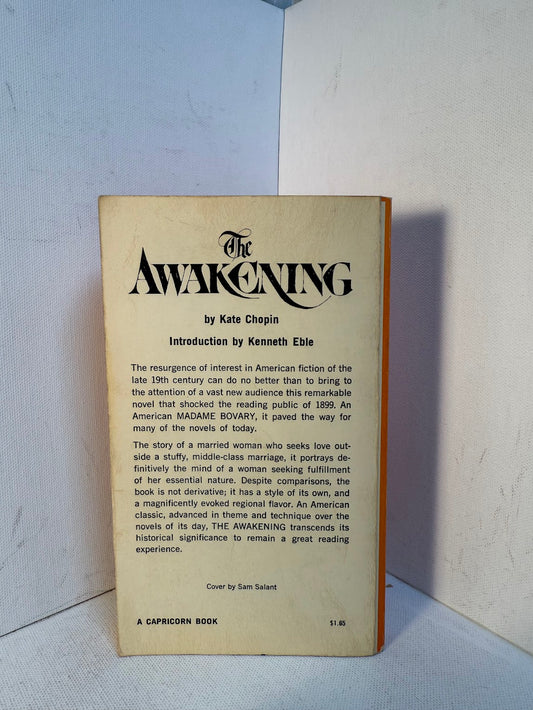 The
AWAKENING
by Kate Chopin
Introduction by Kenneth Eble
The resurgence of interest in American fiction of the
late 19th century can do no better than to bring to
the attention of a vast new audience this remarkable
novel that shocked the reading public of 1899. An
American MADAME BOVARY, it paved the way for
many of the novels of today.
The story of a married woman who seeks love out-
side a stuffy, middle-class marriage, it portrays de-
finitively the mind of a woman seeking fulfillment
of her essential nature. Despite comparisons, the
book is not derivative; it has a style of its own, and
a magnificently evoked regional flavor. An American
classic, advanced in theme and technique over the
novels of its day, THE AWAKENING transcends its
historical significance to remain a great reading
experience.
Cover by Sam Salant
A CAPRICORN BOOK
$1.65